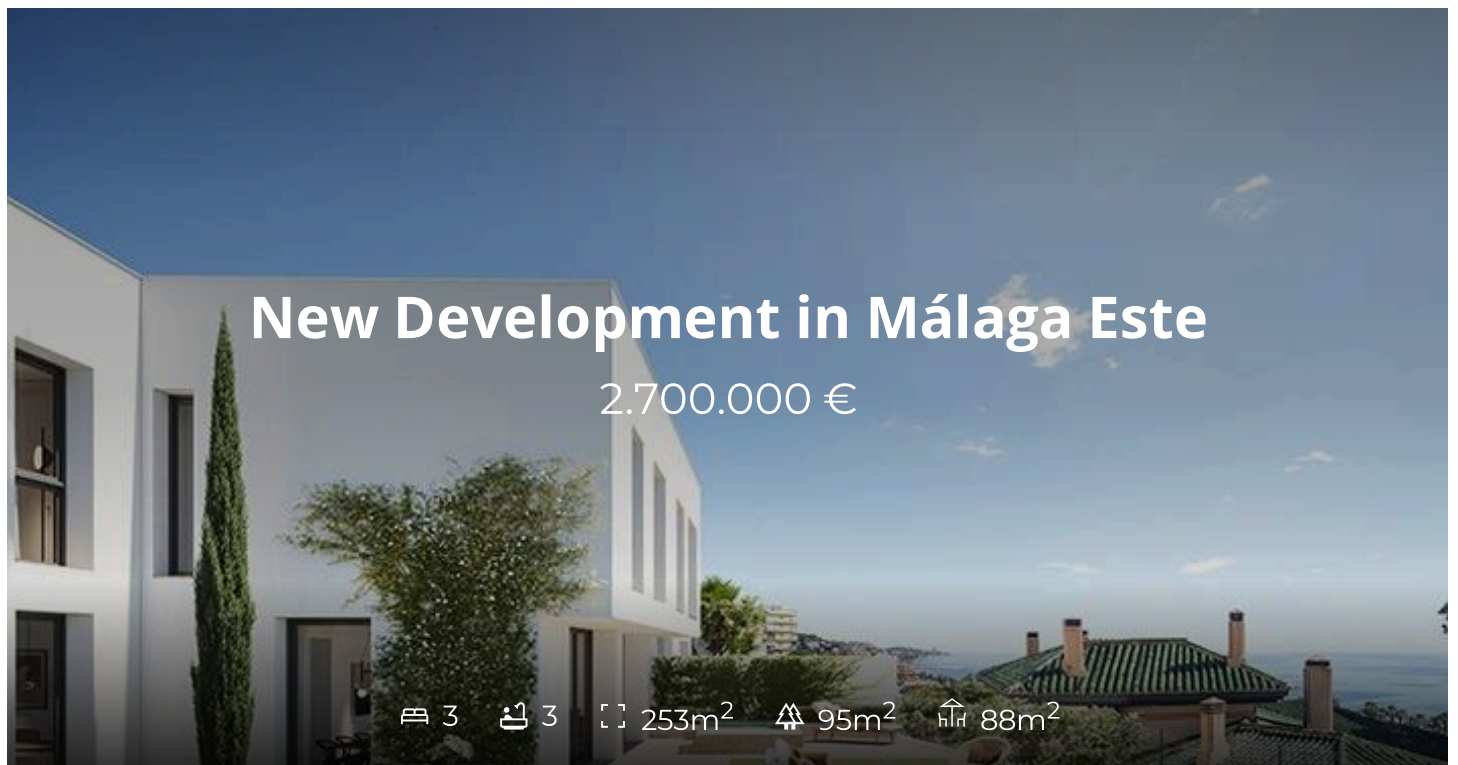 New Development in Málaga Este
2.700.000 €
3 3 253m² 95m² 88m²